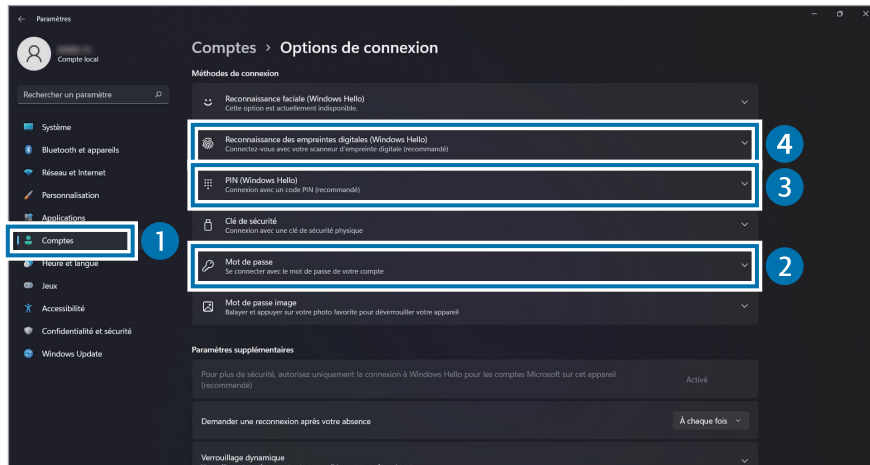 Paramètres
Compte local
Rechercher un paramètre
Système
Bluetooth et appareils
Réseau et Internet
Personnalisation
Applications
Comptes
1
Heure et langue
Jeux
Accessibilité
Confidentialité et sécurité
Windows Update
Comptes > Options de connexion
Méthodes de connexion
Reconnaissance faciale (Windows Hello)
Cette option est actuellement indisponible.
Reconnaissance des empreintes digitales (Windows Hello)
Connectez-vous avec votre scanneur d'empreinte digitale (recommandé)
4
PIN (Windows Hello)
Connexion avec un code PIN (recommandé)
3
Clé de sécurité
Connexion avec une clé de sécurité physique
Mot de passe
Se connecter avec le mot de passe de votre compte
2
Mot de passe image
Balayer et appuyer sur votre photo favorite pour déverrouiller votre appareil
Paramètres supplémentaires
Pour plus de sécurité, autorisez uniquement la connexion à Windows Hello pour les comptes Microsoft sur cet appareil
(recommandé)
Activé
Demander une reconnexion après votre absence
À chaque fois
Verrouillage dynamique